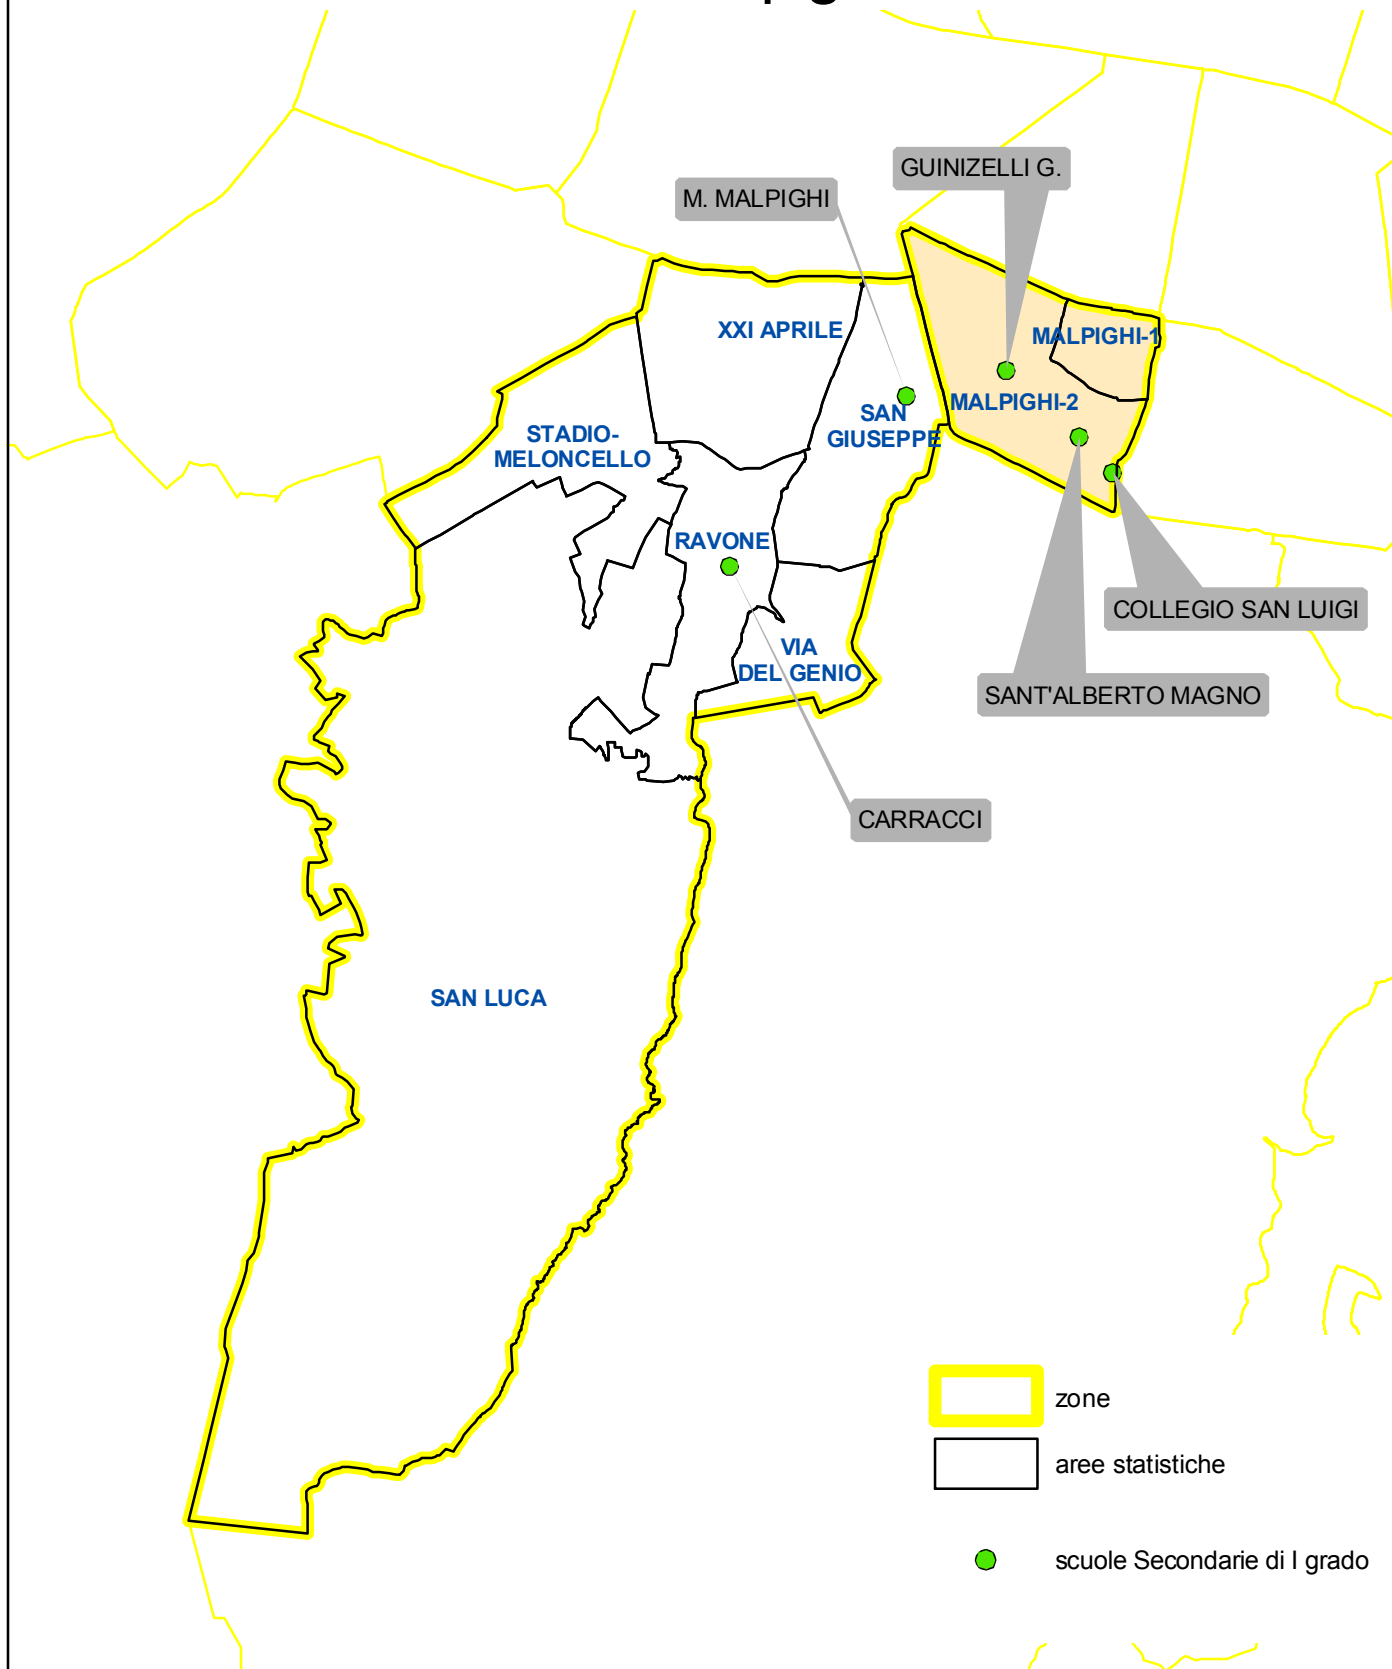 GUINIZELLI G.
M. MALPIGHI
XXI APRILE
MALPIGHI-1
MALPIGHI-2
SAN
GIUSEPPE
STADIO-
MELONCELLO
RAVONE
COLLEGIO SAN LUIGI
VIA
DEL GENIO
SANT'ALBERTO MAGNO
CARRACCI
SAN LUCA
zone
aree statistiche
scuole Secondarie di I grado